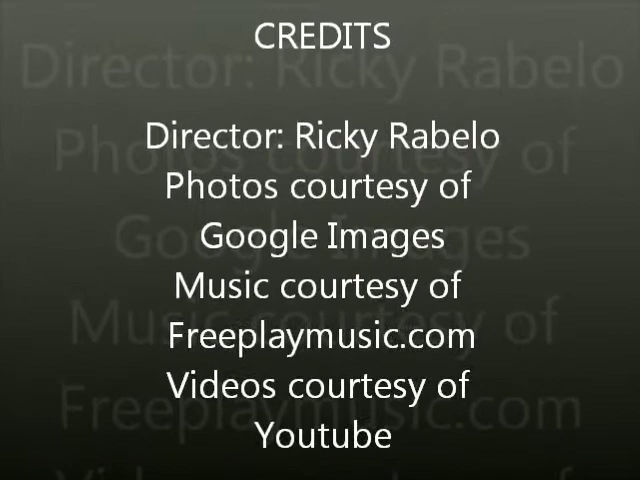 CREDITS
Director: Ricky Rabelo
Photos courtesy of
Google Images
Music courtesy of
Freeplaymusic.com
Videos courtesy of
Youtube